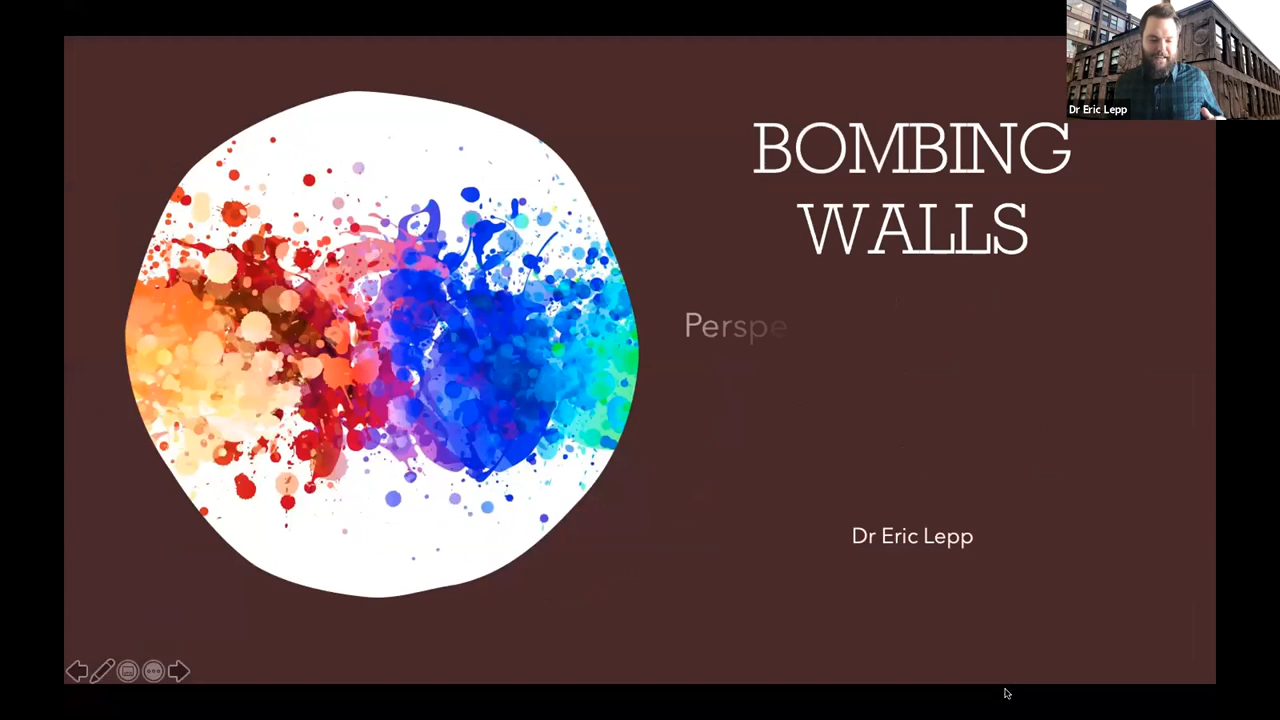 Dr Eric Lepp
BOMBING
WALLS
Perspe
Dr Eric Lepp